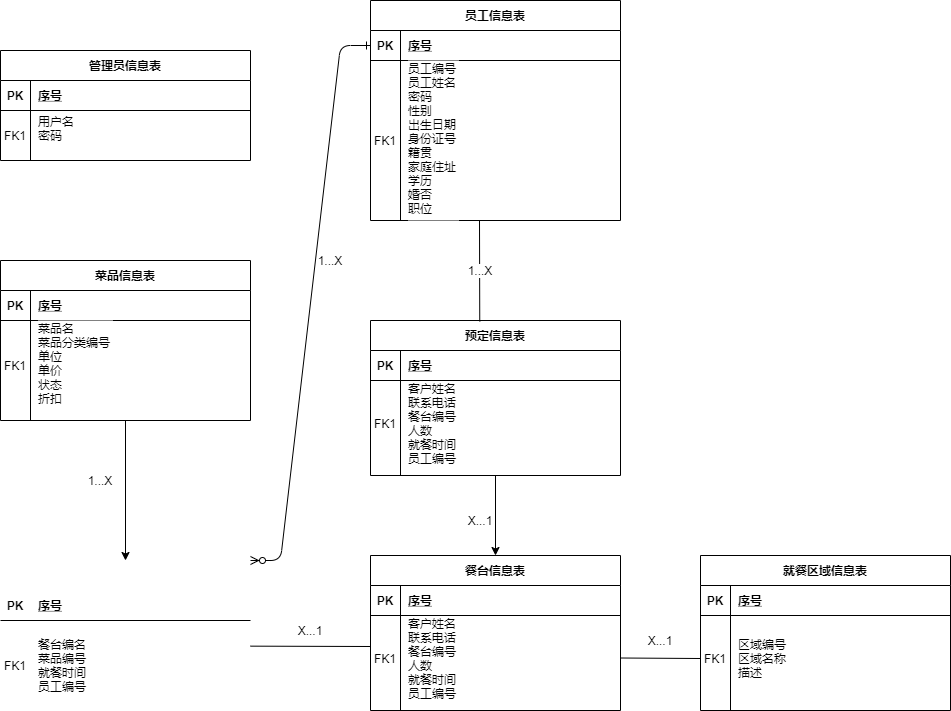 员工信息表
PK 序号
FK1
员工编号
员工姓名
密码
性别
出生日期
身份证号
籍贯
家庭住址
学历
婚否
职位
管理员信息表
PK 序号
FK1
用户名
密码
1...X
1...X
菜品信息表
PK 序号
FK1
菜品名
菜品分类编号
单位
单价
状态
折扣
预定信息表
PK 序号
FK1
客户姓名
联系电话
餐台编号
人数
就餐时间
员工编号
1...X
X...1
PK 序号
FK1
餐台编名
菜品编号
就餐时间
员工编号
X...1
餐台信息表
PK 序号
FK1
客户姓名
联系电话
餐台编号
人数
就餐时间
员工编号
X...1
就餐区域信息表
PK 序号
FK1
区域编号
区域名称
描述